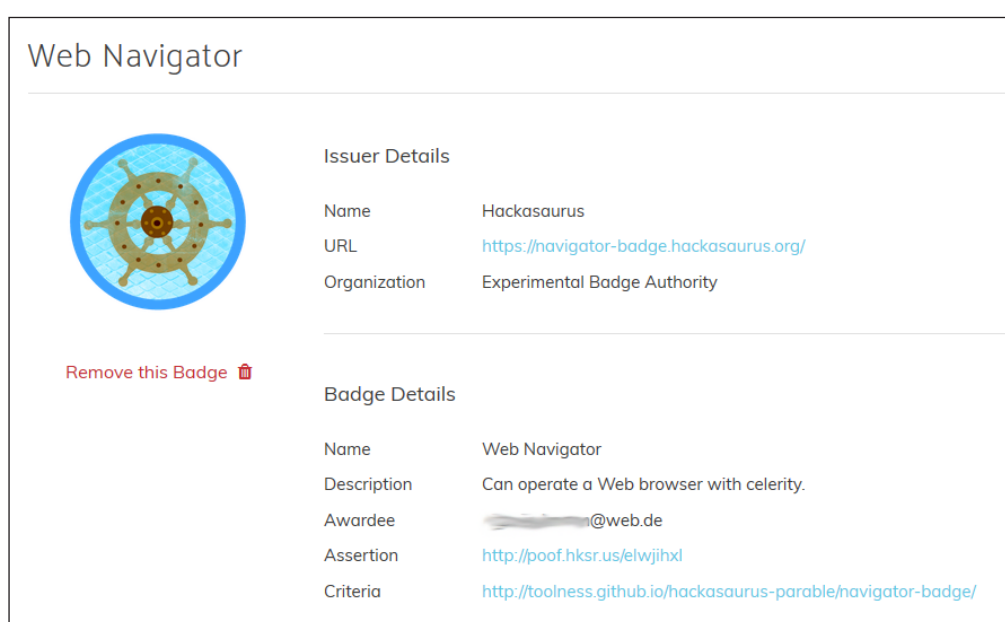 Web Navigator
Issuer Details
Name Hackasaurus
URL https://navigator-badge.hackasaurus.org/
Organization Experimental Badge Authority
Remove this Badge
Badge Details
Name Web Navigator
Description Can operate a Web browser with celerity.
Awardee @web.de
Assertion http://poof.hksr.us/elwjihxl
Criteria http://toolness.github.io/hackasaurus-parable/navigator-badge/